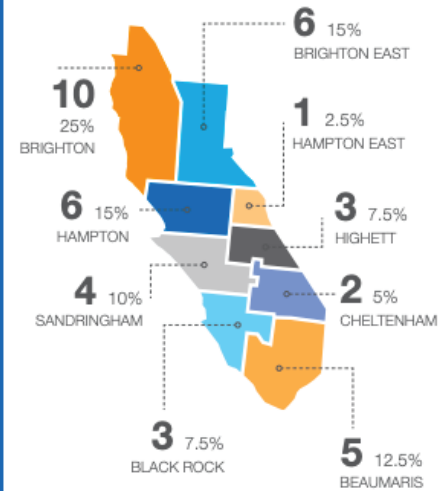 6 15%
BRIGHTON EAST
10
25%
BRIGHTON
1 2.5%
HAMPTON EAST
6 15%
HAMPTON
3 7.5%
HIGHETT
4 10%
SANDRINGHAM
2 5%
CHELTENHAM
3 7.5%
BLACK ROCK
5 12.5%
BEAUMARIS